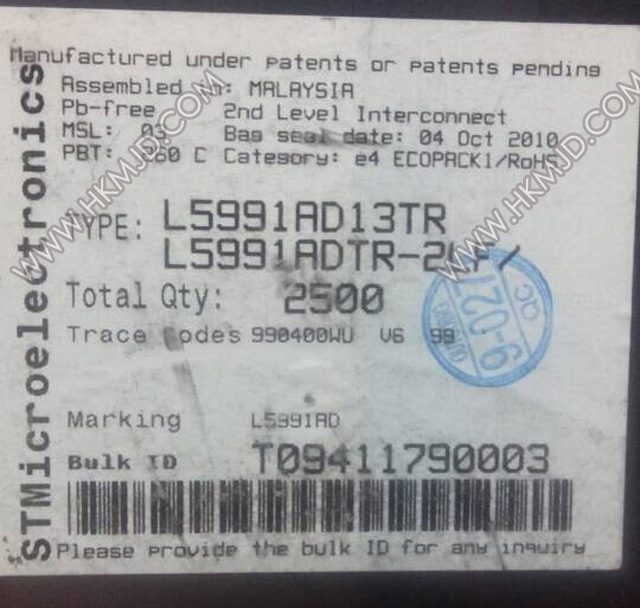 Manufactured under patents or patents pending
STMicroelectronics
Assembled in: MALAYSIA
Pb-free 2nd Level Interconnect
MSL: 03 Bag seal date: 04 Oct 2010
PBT: 260 C Category: e4 ECOPACK1/RoHS
TYPE: L5991AD13TR
L5991ADTR-2LF/
Total Qty: 2500
Trace Codes 990400WU V6 99
QC
9-027
Marking L5991AD
Bulk ID T09411790003
Please provide the bulk ID for any inquiry
WWW.HKMJD.COM
WWW.HKMJD.COM